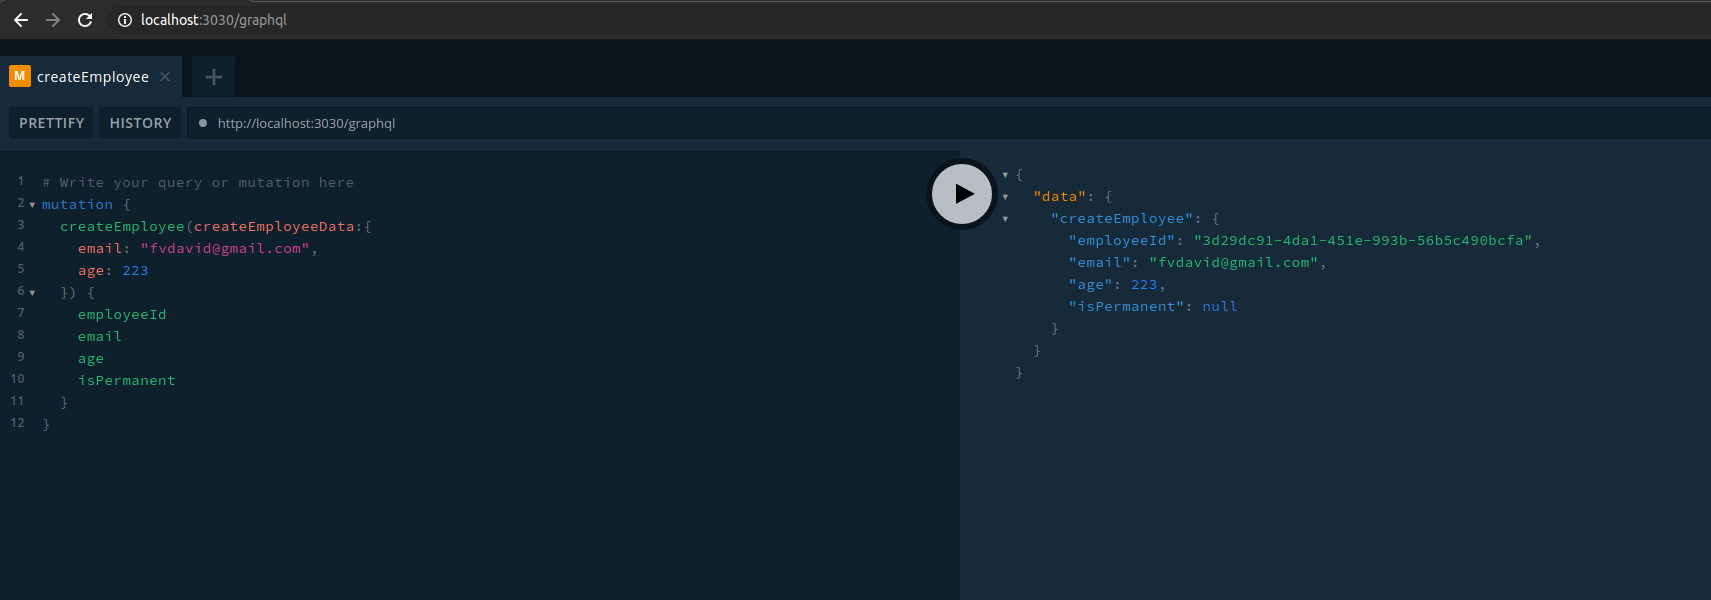 localhost:3030/graphql
M createEmployee
PRETTIFY HISTORY http://localhost:3030/graphql
1 # Write your query or mutation here
2 mutation {
3 createEmployee(createEmployeeData:{
4 email: "fvdavid@gmail.com",
5 age: 223
6 }) {
7 employeeId
8 email
9 age
10 isPermanent
11 }
12 }
{
"data": {
"createEmployee": {
"employeeId": "3d29dc91-4da1-451e-993b-56b5c490bcfa",
"email": "fvdavid@gmail.com",
"age": 223,
"isPermanent": null
}
}
}